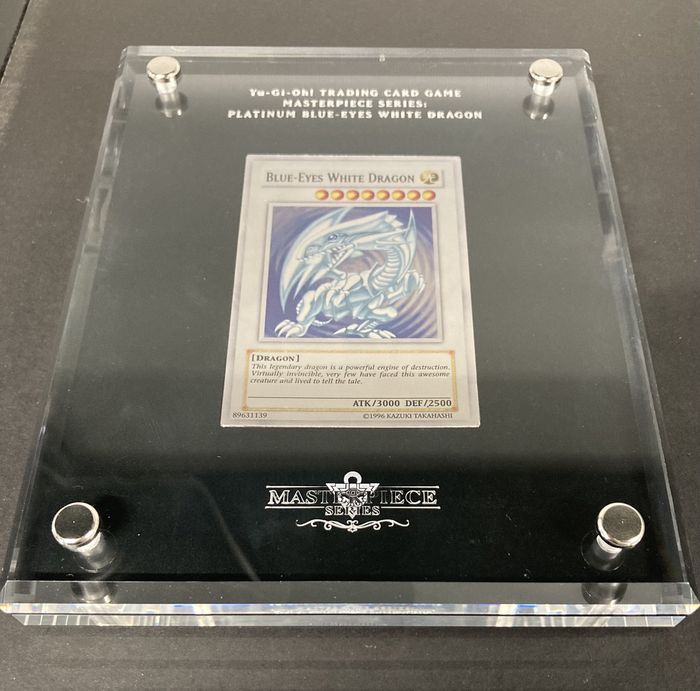 Yu-Gi-Oh! TRADING CARD GAME
MASTERPIECE SERIES:
PLATINUM BLUE-EYES WHITE DRAGON
BLUE-EYES WHITE DRAGON
[DRAGON]
This legendary dragon is a powerful engine of destruction.
Virtually invincible, very few have faced this awesome
creature and lived to tell the tale.
ATK/3000 DEF/2500
89631139 ©1996 KAZUKI TAKAHASHI
MASTERPIECE
SERIES